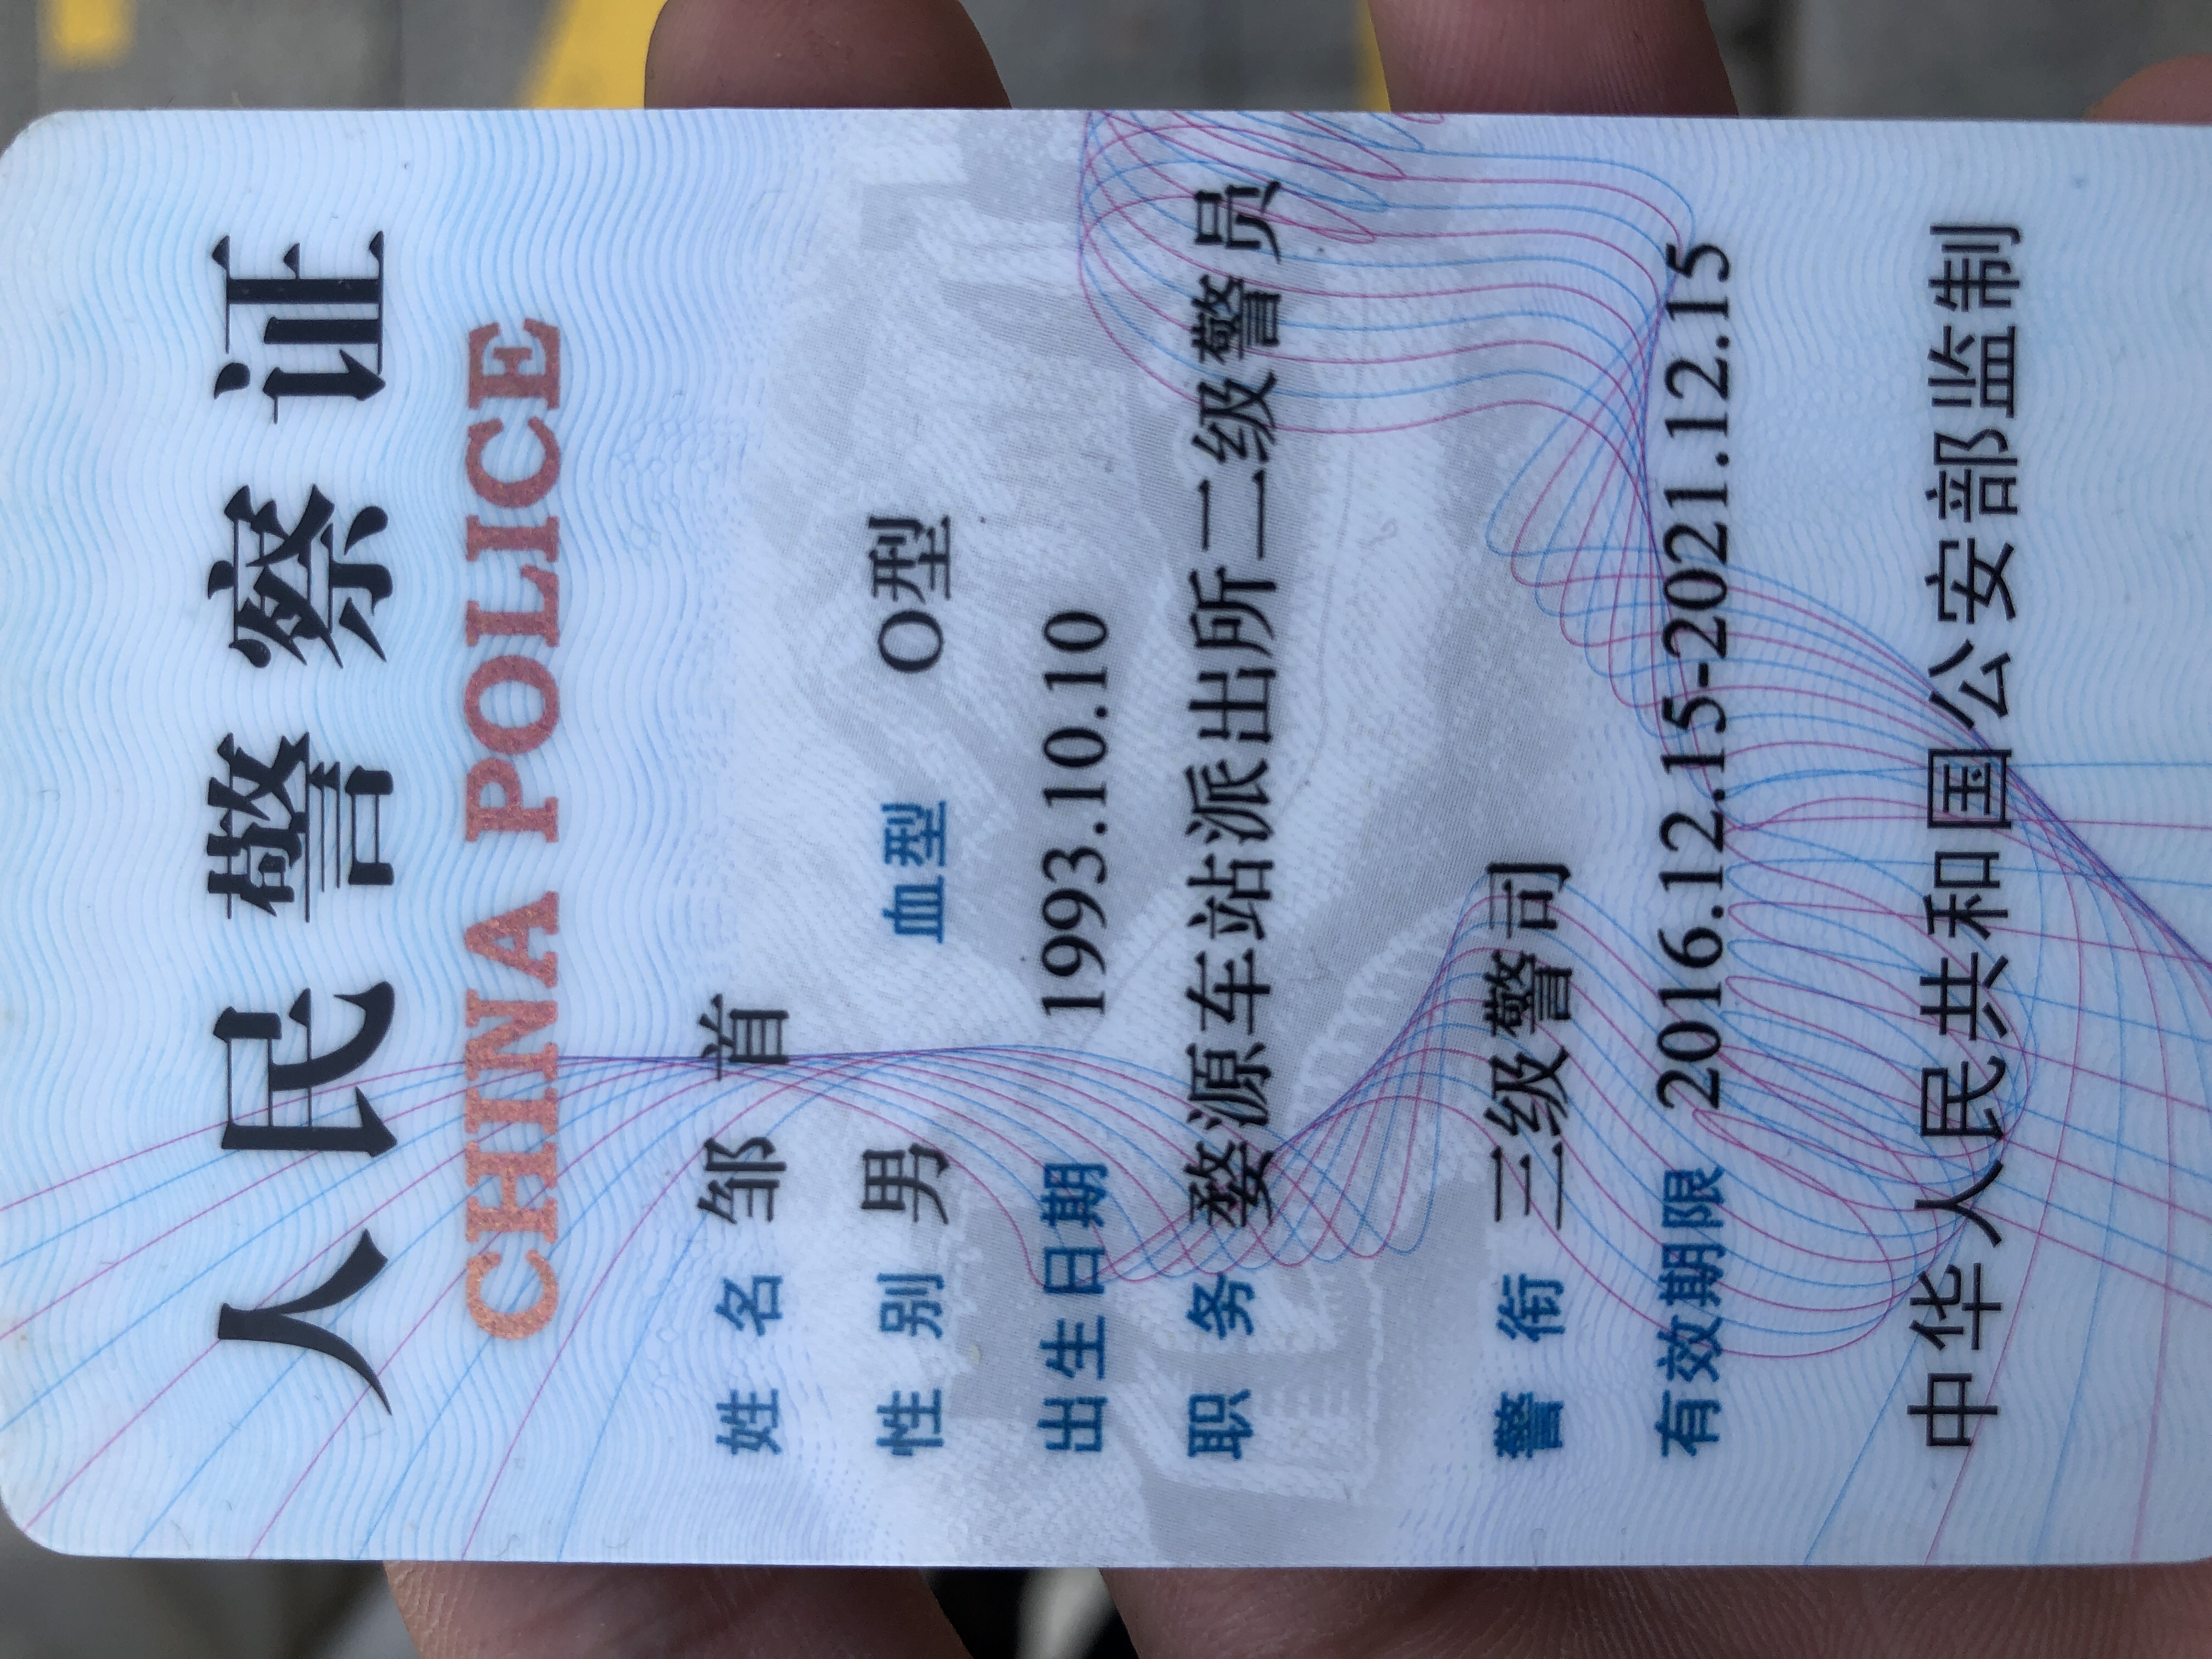 人民警察证
CHINA POLICE
姓名 邹首
性别 男 血型 O型
出生日期 1993.10.10
职务 婺源车站派出所二级警员
警衔 三级警司
有效期限 2016.12.15-2021.12.15
中华人民共和国公安部监制